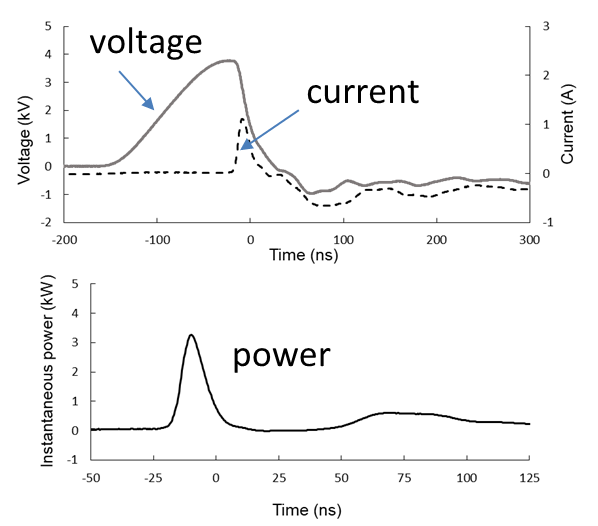 5
4
3
2
1
0
-1
-2
Voltage (kV)
voltage
current
3
2
1
0
-1
Current (A)
-200 -100 0 100 200 300
Time (ns)
5
4
3
2
1
0
-1
Instantaneous power (kW)
power
-50 -25 0 25 50 75 100 125
Time (ns)